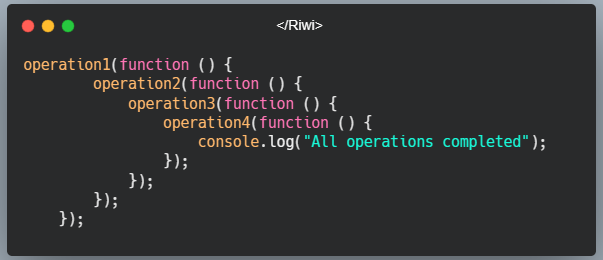 </Riwi>
operation1(function () {
operation2(function () {
operation3(function () {
operation4(function () {
console.log("All operations completed");
});
});
});
});